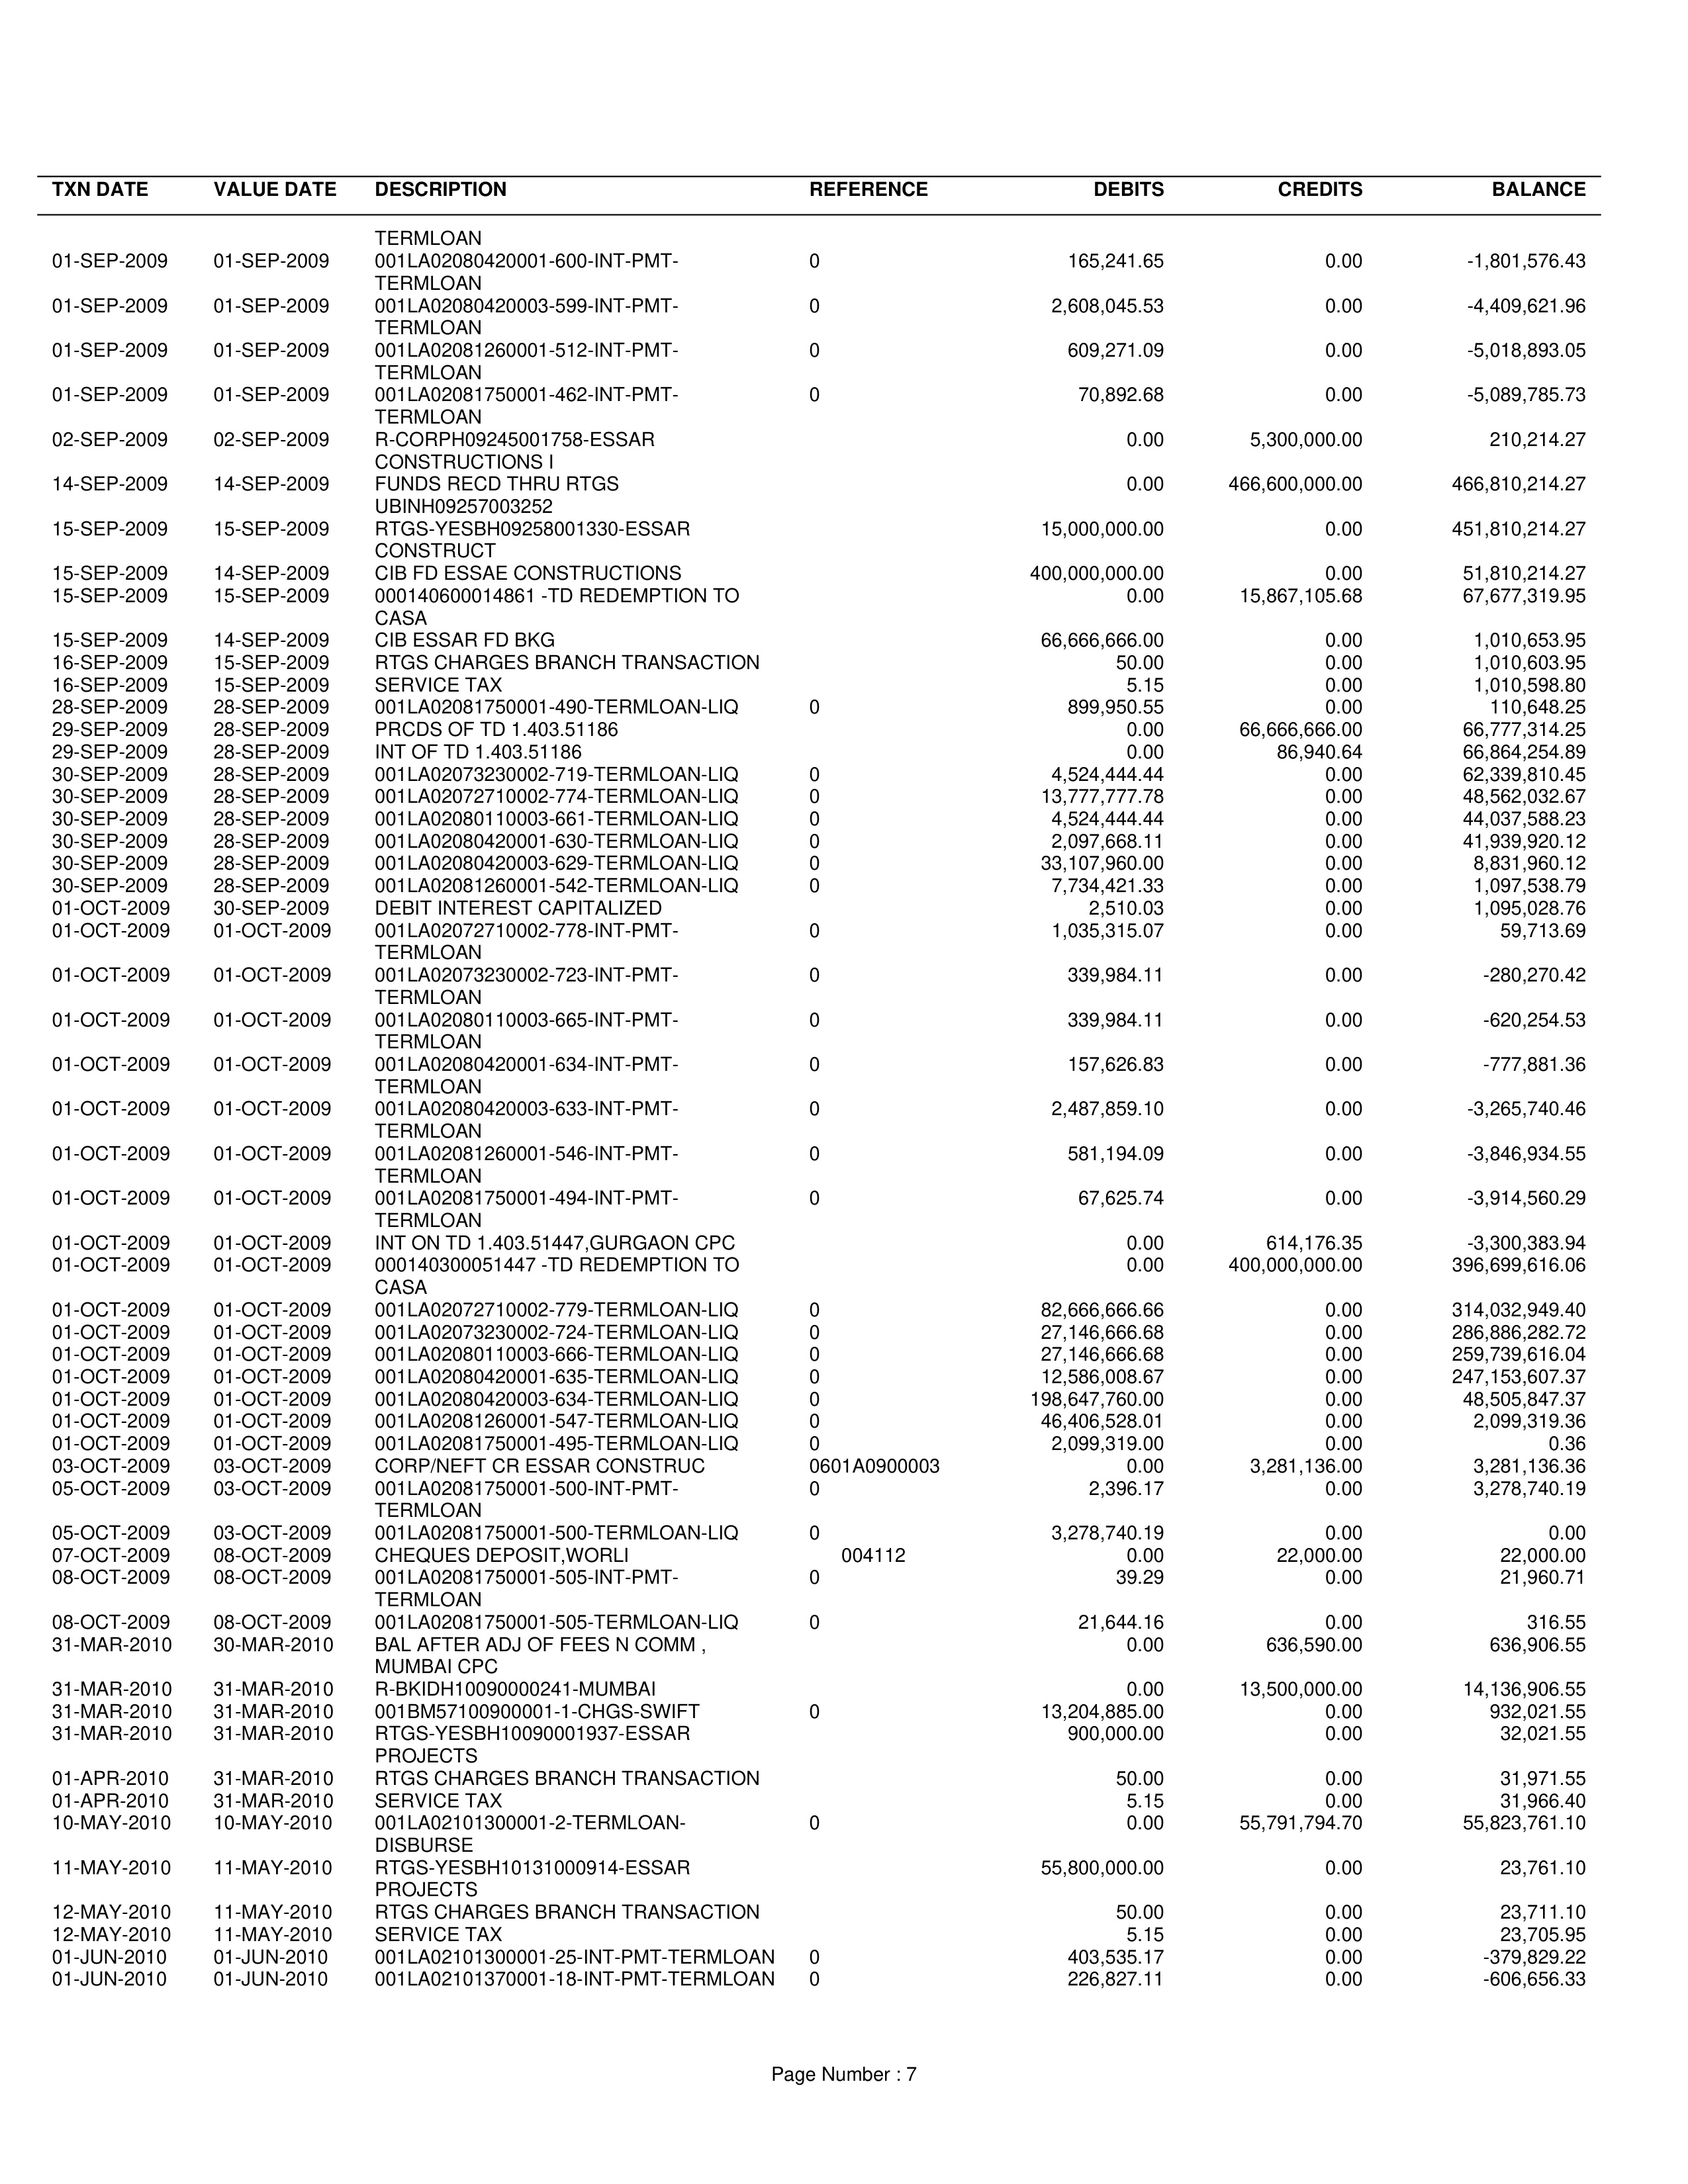 TXN DATE VALUE DATE DESCRIPTION REFERENCE DEBITS CREDITS BALANCE
TERMLOAN
01-SEP-2009 01-SEP-2009 001LA02080420001-600-INT-PMT- 0 165,241.65 0.00 -1,801,576.43
TERMLOAN
01-SEP-2009 01-SEP-2009 001LA02080420003-599-INT-PMT- 0 2,608,045.53 0.00 -4,409,621.96
TERMLOAN
01-SEP-2009 01-SEP-2009 001LA02081260001-512-INT-PMT- 0 609,271.09 0.00 -5,018,893.05
TERMLOAN
01-SEP-2009 01-SEP-2009 001LA02081750001-462-INT-PMT- 0 70,892.68 0.00 -5,089,785.73
TERMLOAN
02-SEP-2009 02-SEP-2009 R-CORPH09245001758-ESSAR 0.00 5,300,000.00 210,214.27
CONSTRUCTIONS I
14-SEP-2009 14-SEP-2009 FUNDS RECD THRU RTGS 0.00 466,600,000.00 466,810,214.27
UBINH09257003252
15-SEP-2009 15-SEP-2009 RTGS-YESBH09258001330-ESSAR 15,000,000.00 0.00 451,810,214.27
CONSTRUCT
15-SEP-2009 14-SEP-2009 CIB FD ESSAE CONSTRUCTIONS 400,000,000.00 0.00 51,810,214.27
15-SEP-2009 15-SEP-2009 000140600014861 -TD REDEMPTION TO 0.00 15,867,105.68 67,677,319.95
CASA
15-SEP-2009 14-SEP-2009 CIB ESSAR FD BKG 66,666,666.00 0.00 1,010,653.95
16-SEP-2009 15-SEP-2009 RTGS CHARGES BRANCH TRANSACTION 50.00 0.00 1,010,603.95
16-SEP-2009 15-SEP-2009 SERVICE TAX 5.15 0.00 1,010,598.80
28-SEP-2009 28-SEP-2009 001LA02081750001-490-TERMLOAN-LIQ 0 899,950.55 0.00 110,648.25
29-SEP-2009 28-SEP-2009 PRCDS OF TD 1.403.51186 0.00 66,666,666.00 66,777,314.25
29-SEP-2009 28-SEP-2009 INT OF TD 1.403.51186 0.00 86,940.64 66,864,254.89
30-SEP-2009 28-SEP-2009 001LA02073230002-719-TERMLOAN-LIQ 0 4,524,444.44 0.00 62,339,810.45
30-SEP-2009 28-SEP-2009 001LA02072710002-774-TERMLOAN-LIQ 0 13,777,777.78 0.00 48,562,032.67
30-SEP-2009 28-SEP-2009 001LA02080110003-661-TERMLOAN-LIQ 0 4,524,444.44 0.00 44,037,588.23
30-SEP-2009 28-SEP-2009 001LA02080420001-630-TERMLOAN-LIQ 0 2,097,668.11 0.00 41,939,920.12
30-SEP-2009 28-SEP-2009 001LA02080420003-629-TERMLOAN-LIQ 0 33,107,960.00 0.00 8,831,960.12
30-SEP-2009 28-SEP-2009 001LA02081260001-542-TERMLOAN-LIQ 0 7,734,421.33 0.00 1,097,538.79
01-OCT-2009 30-SEP-2009 DEBIT INTEREST CAPITALIZED 2,510.03 0.00 1,095,028.76
01-OCT-2009 01-OCT-2009 001LA02072710002-778-INT-PMT- 0 1,035,315.07 0.00 59,713.69
TERMLOAN
01-OCT-2009 01-OCT-2009 001LA02073230002-723-INT-PMT- 0 339,984.11 0.00 -280,270.42
TERMLOAN
01-OCT-2009 01-OCT-2009 001LA02080110003-665-INT-PMT- 0 339,984.11 0.00 -620,254.53
TERMLOAN
01-OCT-2009 01-OCT-2009 001LA02080420001-634-INT-PMT- 0 157,626.83 0.00 -777,881.36
TERMLOAN
01-OCT-2009 01-OCT-2009 001LA02080420003-633-INT-PMT- 0 2,487,859.10 0.00 -3,265,740.46
TERMLOAN
01-OCT-2009 01-OCT-2009 001LA02081260001-546-INT-PMT- 0 581,194.09 0.00 -3,846,934.55
TERMLOAN
01-OCT-2009 01-OCT-2009 001LA02081750001-494-INT-PMT- 0 67,625.74 0.00 -3,914,560.29
TERMLOAN
01-OCT-2009 01-OCT-2009 INT ON TD 1.403.51447,GURGAON CPC 0.00 614,176.35 -3,300,383.94
01-OCT-2009 01-OCT-2009 000140300051447 -TD REDEMPTION TO 0.00 400,000,000.00 396,699,616.06
CASA
01-OCT-2009 01-OCT-2009 001LA02072710002-779-TERMLOAN-LIQ 0 82,666,666.66 0.00 314,032,949.40
01-OCT-2009 01-OCT-2009 001LA02073230002-724-TERMLOAN-LIQ 0 27,146,666.68 0.00 286,886,282.72
01-OCT-2009 01-OCT-2009 001LA02080110003-666-TERMLOAN-LIQ 0 27,146,666.68 0.00 259,739,616.04
01-OCT-2009 01-OCT-2009 001LA02080420001-635-TERMLOAN-LIQ 0 12,586,008.67 0.00 247,153,607.37
01-OCT-2009 01-OCT-2009 001LA02080420003-634-TERMLOAN-LIQ 0 198,647,760.00 0.00 48,505,847.37
01-OCT-2009 01-OCT-2009 001LA02081260001-547-TERMLOAN-LIQ 0 46,406,528.01 0.00 2,099,319.36
01-OCT-2009 01-OCT-2009 001LA02081750001-495-TERMLOAN-LIQ 0 2,099,319.00 0.00 0.36
03-OCT-2009 03-OCT-2009 CORP/NEFT CR ESSAR CONSTRUC 0601A0900003 0.00 3,281,136.00 3,281,136.36
05-OCT-2009 03-OCT-2009 001LA02081750001-500-INT-PMT- 0 2,396.17 0.00 3,278,740.19
TERMLOAN
05-OCT-2009 03-OCT-2009 001LA02081750001-500-TERMLOAN-LIQ 0 3,278,740.19 0.00 0.00
07-OCT-2009 08-OCT-2009 CHEQUES DEPOSIT,WORLI 004112 0.00 22,000.00 22,000.00
08-OCT-2009 08-OCT-2009 001LA02081750001-505-INT-PMT- 0 39.29 0.00 21,960.71
TERMLOAN
08-OCT-2009 08-OCT-2009 001LA02081750001-505-TERMLOAN-LIQ 0 21,644.16 0.00 316.55
31-MAR-2010 30-MAR-2010 BAL AFTER ADJ OF FEES N COMM , 0.00 636,590.00 636,906.55
MUMBAI CPC
31-MAR-2010 31-MAR-2010 R-BKIDH10090000241-MUMBAI 0.00 13,500,000.00 14,136,906.55
31-MAR-2010 31-MAR-2010 001BM57100900001-1-CHGS-SWIFT 0 13,204,885.00 0.00 932,021.55
31-MAR-2010 31-MAR-2010 RTGS-YESBH10090001937-ESSAR 900,000.00 0.00 32,021.55
PROJECTS
01-APR-2010 31-MAR-2010 RTGS CHARGES BRANCH TRANSACTION 50.00 0.00 31,971.55
01-APR-2010 31-MAR-2010 SERVICE TAX 5.15 0.00 31,966.40
10-MAY-2010 10-MAY-2010 001LA02101300001-2-TERMLOAN- 0 0.00 55,791,794.70 55,823,761.10
DISBURSE
11-MAY-2010 11-MAY-2010 RTGS-YESBH10131000914-ESSAR 55,800,000.00 0.00 23,761.10
PROJECTS
12-MAY-2010 11-MAY-2010 RTGS CHARGES BRANCH TRANSACTION 50.00 0.00 23,711.10
12-MAY-2010 11-MAY-2010 SERVICE TAX 5.15 0.00 23,705.95
01-JUN-2010 01-JUN-2010 001LA02101300001-25-INT-PMT-TERMLOAN 0 403,535.17 0.00 -379,829.22
01-JUN-2010 01-JUN-2010 001LA02101370001-18-INT-PMT-TERMLOAN 0 226,827.11 0.00 -606,656.33
Page Number : 7